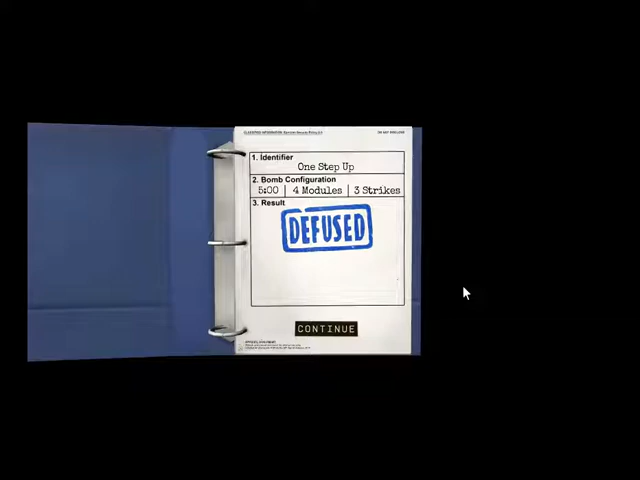 1. Identifier
One Step Up
2. Bomb Configuration
5:00 | 4 Modules | 3 Strikes
3. Result
DEFUSED
CONTINUE